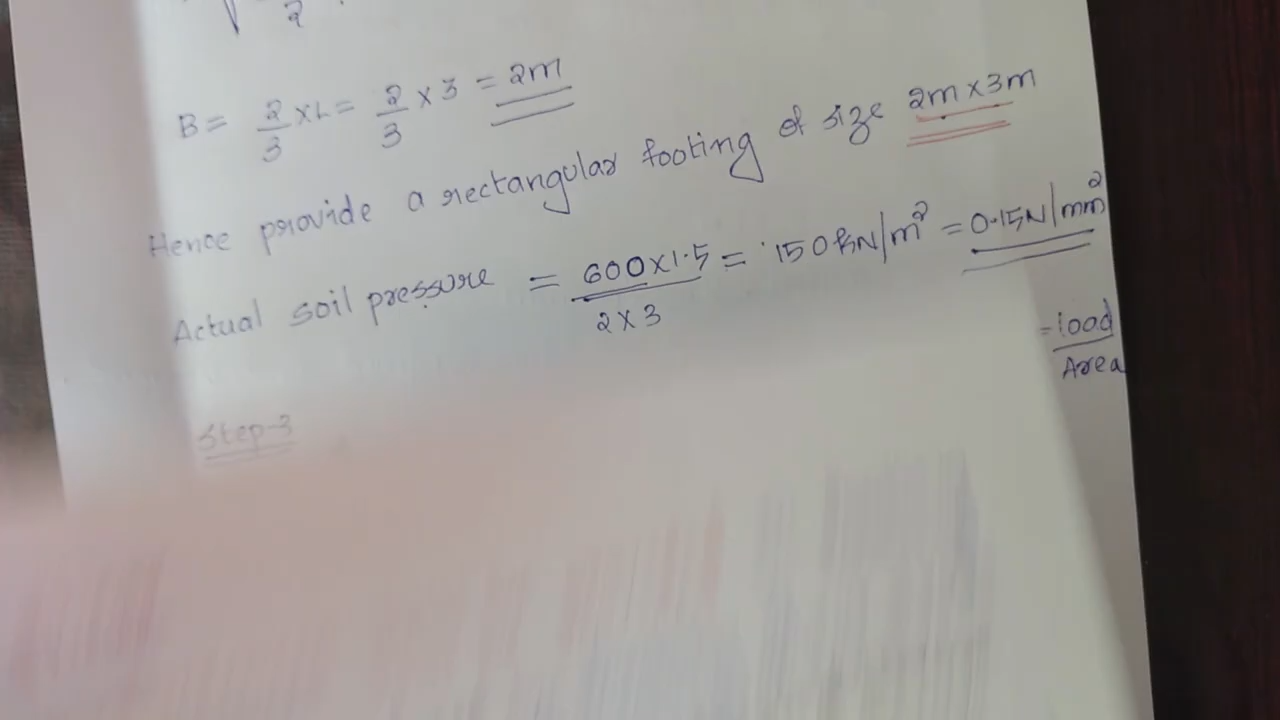 2
B = 2/3 × L = 2/3 × 3 = 2m
Hence provide a rectangular footing of size 2m × 3m
Actual soil pressure = 600×1.5 / 2 × 3 = 150 kN/m² = 0.15N/mm²
= load / Area
Step-3